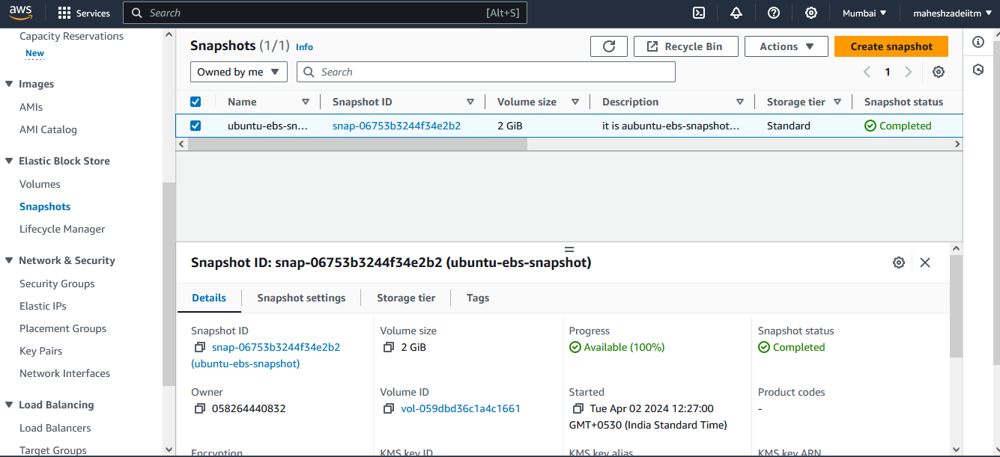 aws
Services
Search
[Alt+S]
Mumbai
maheshzadeiitm
Capacity Reservations
New
Images
AMIs
AMI Catalog
Elastic Block Store
Volumes
Snapshots
Lifecycle Manager
Network & Security
Security Groups
Elastic IPs
Placement Groups
Key Pairs
Network Interfaces
Load Balancing
Load Balancers
Target Groups
Snapshots (1/1) Info
Recycle Bin
Actions
Create snapshot
Owned by me
Search
1
Name Snapshot ID Volume size Description Storage tier Snapshot status
ubuntu-ebs-sn... snap-06753b3244f34e2b2 2 GiB it is aubuntu-ebs-snapshot... Standard Completed
Snapshot ID: snap-06753b3244f34e2b2 (ubuntu-ebs-snapshot)
Details Snapshot settings Storage tier Tags
Snapshot ID
snap-06753b3244f34e2b2
(ubuntu-ebs-snapshot)
Volume size
2 GiB
Progress
Available (100%)
Snapshot status
Completed
Owner
058264440832
Volume ID
vol-059dbd36c1a4c1661
Started
Tue Apr 02 2024 12:27:00
GMT+0530 (India Standard Time)
Product codes
-
Encryption
KMS key ID
KMS key alias
KMS key ARN